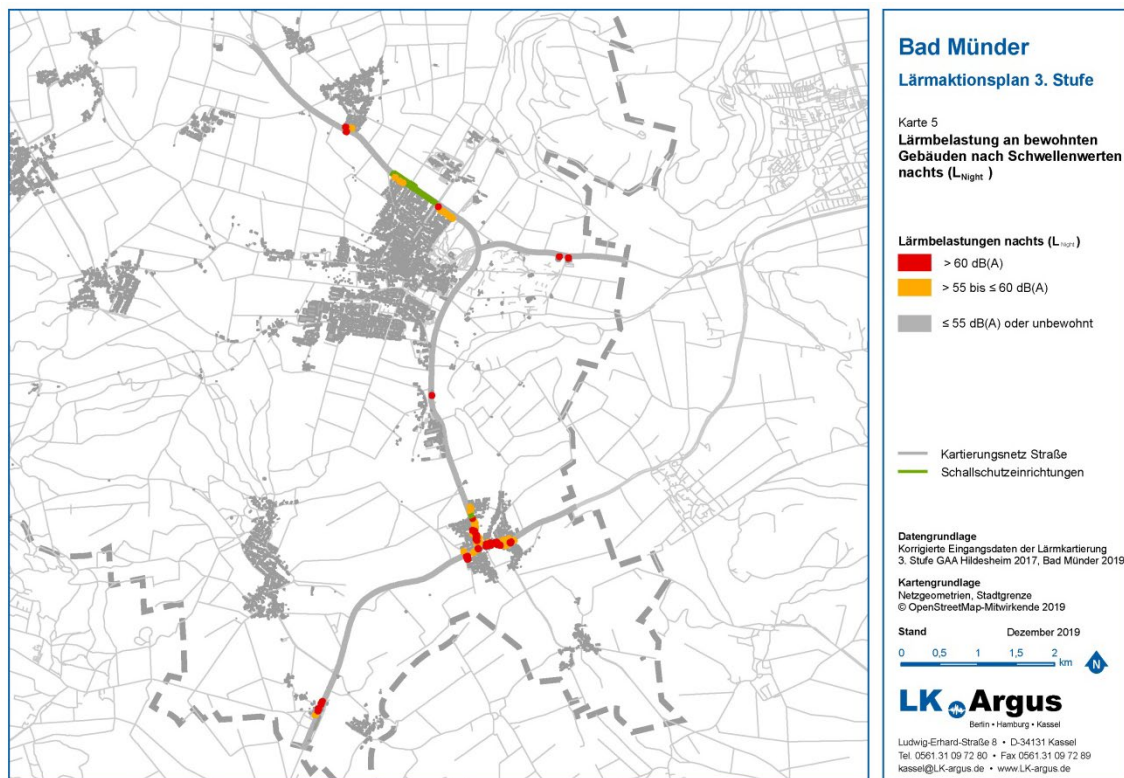 Bad Münder
Lärmaktionsplan 3. Stufe
Karte 5
Lärmbelastung an bewohnten
Gebäuden nach Schwellenwerten
nachts (LNight )
Lärmbelastungen nachts (LNight)
> 60 dB(A)
> 55 bis ≤ 60 dB(A)
≤ 55 dB(A) oder unbewohnt
Kartierungsnetz Straße
Schallschutzeinrichtungen
Datengrundlage
Korrigierte Eingangsdaten der Lärmkartierung
3. Stufe GAA Hildesheim 2017, Bad Münder 2019
Kartengrundlage
Netzgeometrien, Stadtgrenze
© OpenStreetMap-Mitwirkende 2019
Stand Dezember 2019
0 0,5 1 1,5 2
km
N
LK Argus
Berlin • Hamburg • Kassel
Ludwig-Erhard-Straße 8 • D-34131 Kassel
Tel. 0561.31 09 72 80 • Fax 0561.31 09 72 89
kassel@LK-argus.de • www.LK-argus.de